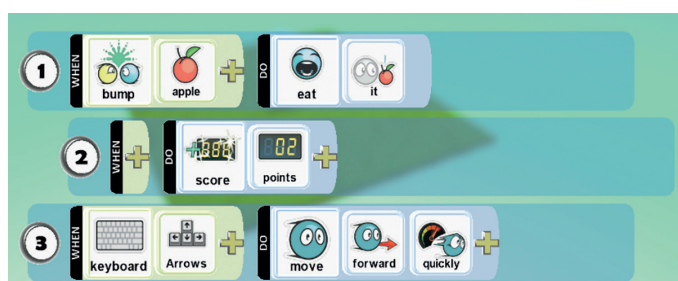 1 WHEN bump apple DO eat it
2 WHEN DO score 02 points
3 WHEN keyboard Arrows DO move forward quickly